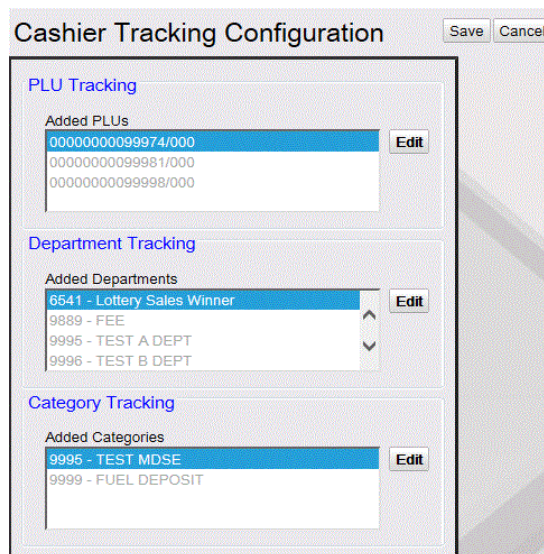 Cashier Tracking Configuration Save Cancel
PLU Tracking
Added PLUs
00000000099974/000 Edit
00000000099981/000
00000000099998/000
Department Tracking
Added Departments
6541 - Lottery Sales Winner Edit
9889 - FEE
9995 - TEST A DEPT
9996 - TEST B DEPT
Category Tracking
Added Categories
9995 - TEST MDSE Edit
9999 - FUEL DEPOSIT